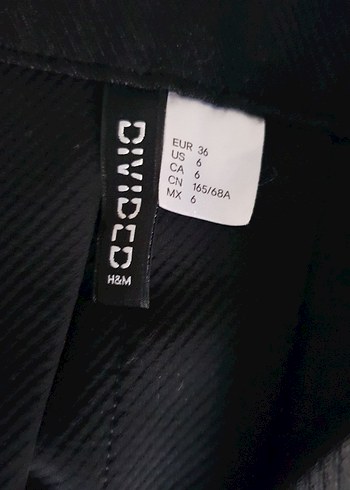 DIVIDED
H&M
EUR 36
US 6
CA 6
CN 165/68A
MX 6